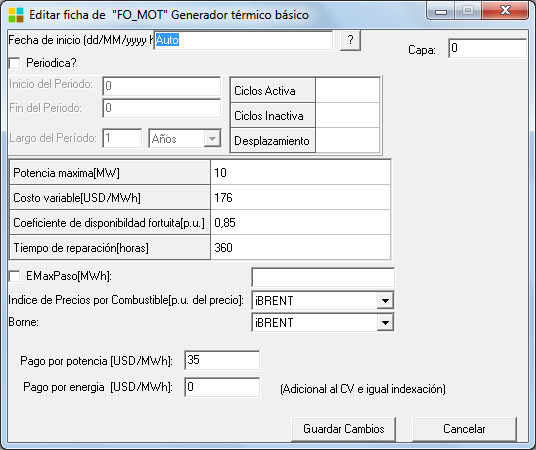 Editar ficha de  "FO_MOT" Generador térmico básico
Fecha de inicio (dd/MM/yyyy h Auto ? Capa: 0
Periodica?
Inicio del Periodo: 0
Fin del Periodo: 0
Largo del Período: 1 Años
Ciclos Activa
Ciclos Inactiva
Desplazamiento
Potencia maxima[MW] 10
Costo variable[USD/MWh] 176
Coeficiente de disponibildad fortuita[p.u.] 0,85
Tiempo de reparación[horas] 360
EMaxPaso[MWh]:
Indice de Precios por Combustible[p.u. del precio]: iBRENT
Borne: iBRENT
Pago por potencia [USD/MWh]: 35
Pago por energia  [USD/MWh]: 0 (Adicional al CV e igual indexación)
Guardar Cambios Cancelar